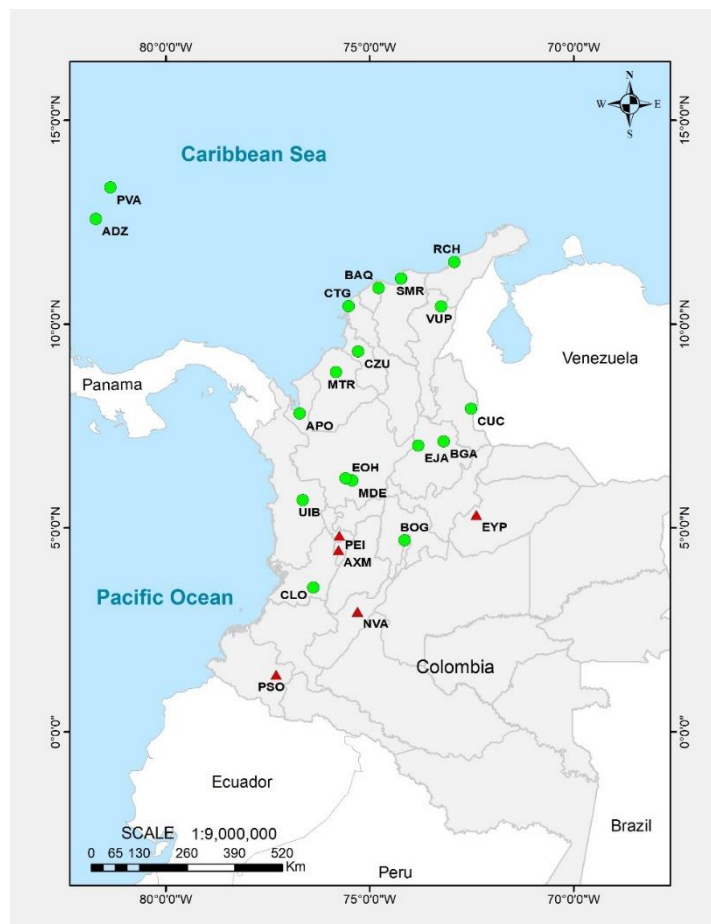 80°0'0"W 75°0'0"W 70°0'0"W
N
W E
S
15°0'0"N 15°0'0"N
Caribbean Sea
PVA
ADZ
RCH
BAQ
SMR
CTG
VUP
10°0'0"N 10°0'0"N
CZU
Venezuela
MTR
Panama
APO
CUC
EJA BGA
EOH
MDE
UIB
BOG
EYP
5°0'0"N 5°0'0"N
PEI
AXM
CLO
Pacific Ocean
NVA
Colombia
PSO
0°0'0" 0°0'0"
Ecuador
SCALE 1:9,000,000
Brazil
0 65 130 260 390 520
Km
Peru
80°0'0"W 75°0'0"W 70°0'0"W